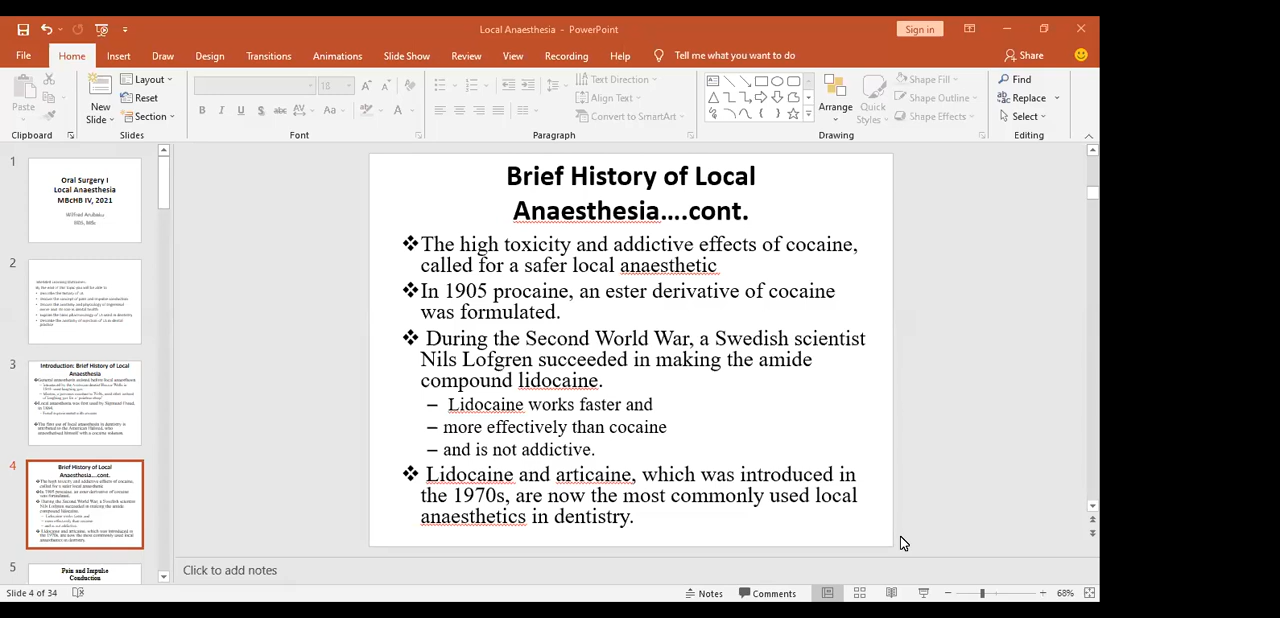 Local Anaesthesia - PowerPoint
Sign in
File Home Insert Draw Design Transitions Animations Slide Show Review View Recording Help Tell me what you want to do Share
Paste
New
Slide
Layout
Reset
Section
18
Text Direction
Align Text
Convert to SmartArt
Arrange
Quick
Styles
Shape Fill
Shape Outline
Shape Effects
Find
Replace
Select
Clipboard Slides Font Paragraph Drawing Editing
1
Oral Surgery I
Local Anaesthesia
MBcHB IV, 2021
2
3
Introduction: Brief History of Local
Anaesthesia
4
Brief History of Local
Anaesthesia....cont.
5
Pain and Impulse
Conduction
Brief History of Local
Anaesthesia....cont.
❖The high toxicity and addictive effects of cocaine,
called for a safer local anaesthetic
❖In 1905 procaine, an ester derivative of cocaine
was formulated.
❖ During the Second World War, a Swedish scientist
Nils Lofgren succeeded in making the amide
compound lidocaine.
– Lidocaine works faster and
– more effectively than cocaine
– and is not addictive.
❖ Lidocaine and articaine, which was introduced in
the 1970s, are now the most commonly used local
anaesthetics in dentistry.
Click to add notes
Slide 4 of 34
Notes
Comments
68%